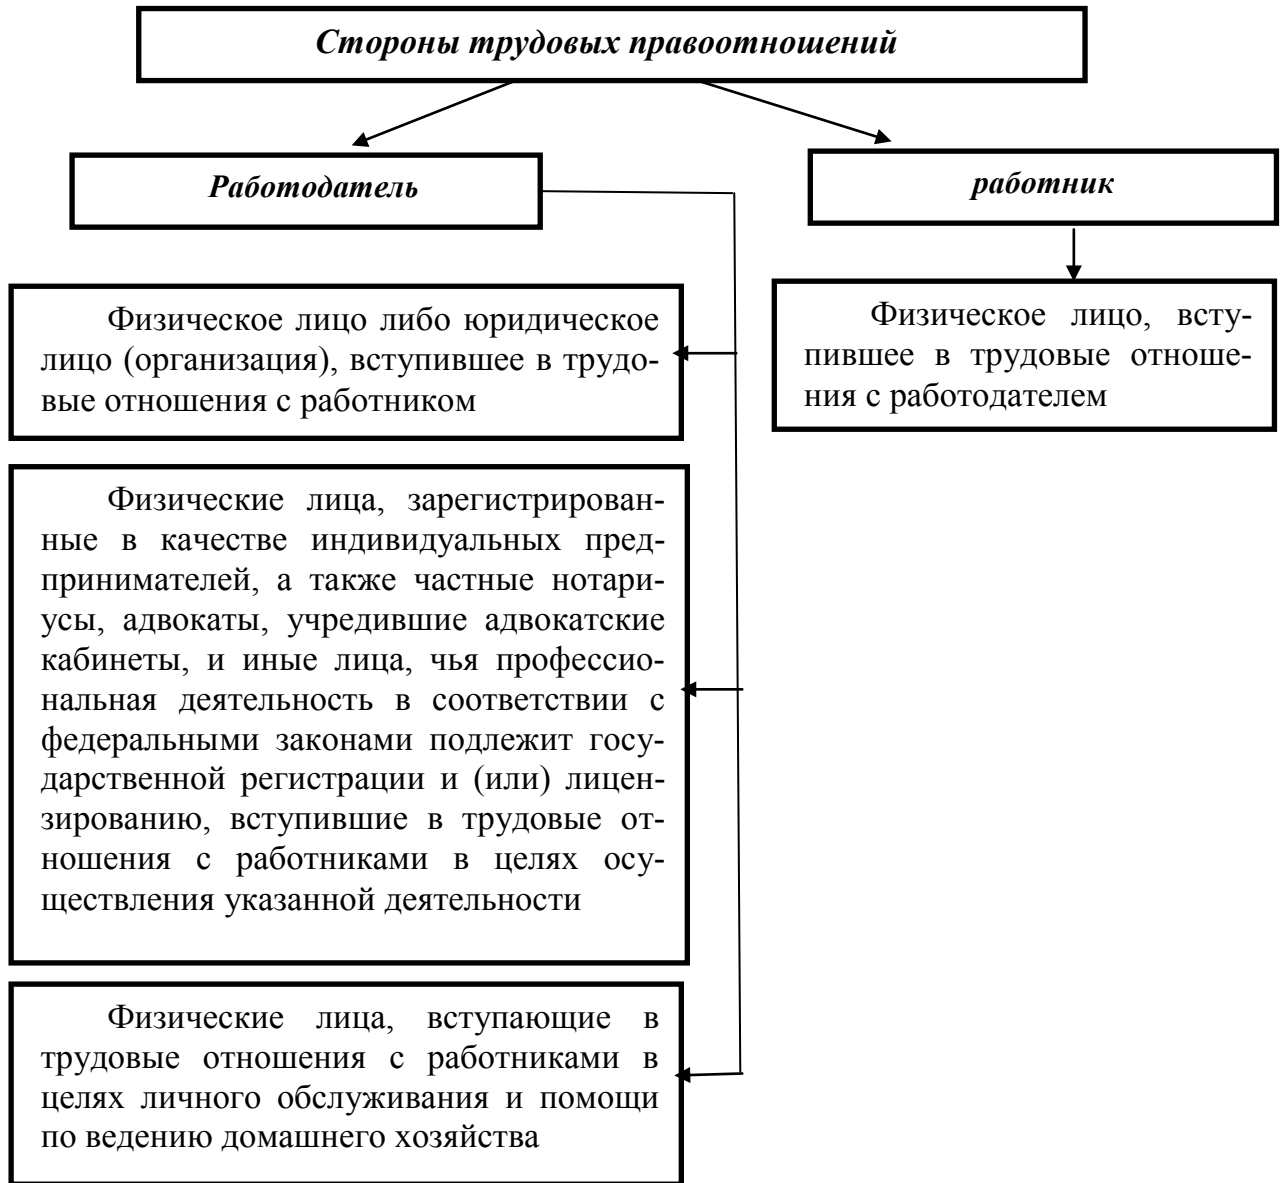 Стороны трудовых правоотношений
Работодатель
работник
Физическое лицо либо юридическое
лицо (организация), вступившее в трудо-
вые отношения с работником
Физическое лицо, всту-
пившее в трудовые отноше-
ния с работодателем
Физические лица, зарегистрирован-
ные в качестве индивидуальных пред-
принимателей, а также частные нотари-
усы, адвокаты, учредившие адвокатские
кабинеты, и иные лица, чья профессио-
нальная деятельность в соответствии с
федеральными законами подлежит госу-
дарственной регистрации и (или) лицен-
зированию, вступившие в трудовые от-
ношения с работниками в целях осу-
ществления указанной деятельности
Физические лица, вступающие в
трудовые отношения с работниками в
целях личного обслуживания и помощи
по ведению домашнего хозяйства